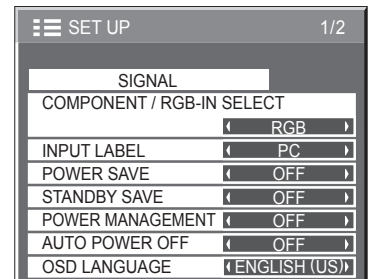 SET UP 1/2
SIGNAL
COMPONENT / RGB-IN SELECT
RGB
INPUT LABEL PC
POWER SAVE OFF
STANDBY SAVE OFF
POWER MANAGEMENT OFF
AUTO POWER OFF OFF
OSD LANGUAGE ENGLISH (US)